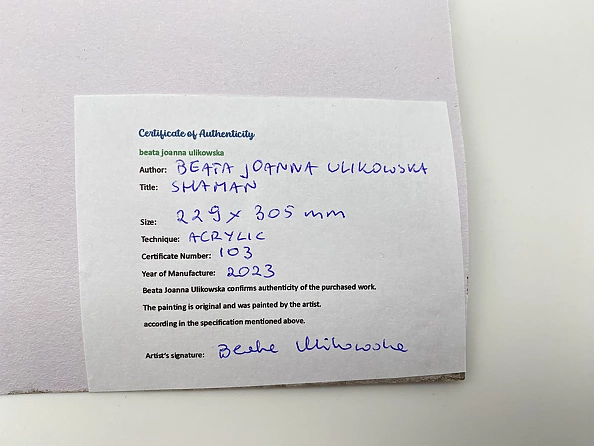 Certificate of Authenticity
beata joanna ulikowska
Author: BEATA JOANNA ULIKOWSKA
Title: SHAMAN
Size: 229 x 305 mm
Technique: ACRYLIC
Certificate Number: 103
Year of Manufacture: 2023
Beata Joanna Ulikowska confirms authenticity of the purchased work.
The painting is original and was painted by the artist.
according in the specification mentioned above.
Artist's signature: Beata Ulikowska